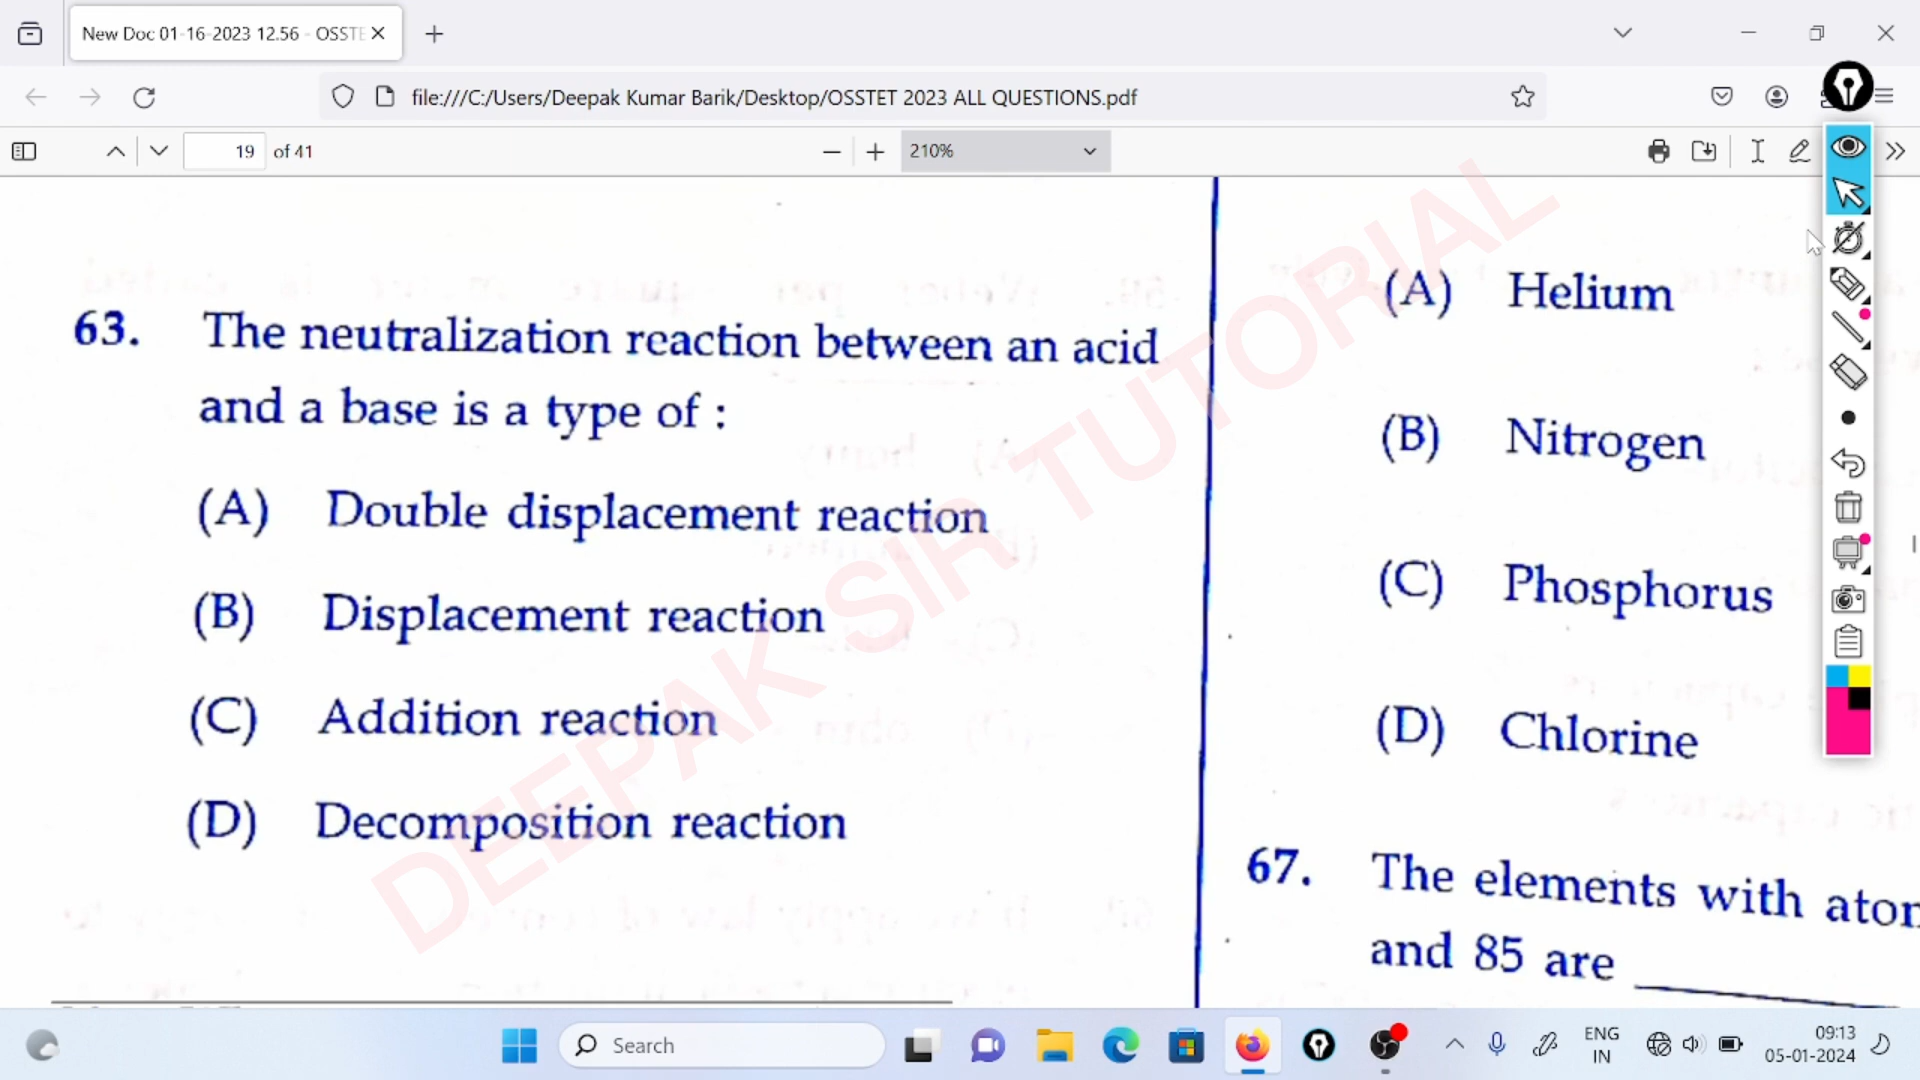 New Doc 01-16-2023 12.56 - OSSTE
file:///C:/Users/Deepak Kumar Barik/Desktop/OSSTET 2023 ALL QUESTIONS.pdf
19 of 41
210%
63. The neutralization reaction between an acid
and a base is a type of :
(A) Double displacement reaction
(B) Displacement reaction
(C) Addition reaction
(D) Decomposition reaction
(A) Helium
(B) Nitrogen
(C) Phosphorus
(D) Chlorine
67. The elements with
and 85 are
DEEPAK SIR TUTORIAL
Search
ENG
IN
09:13
05-01-2024